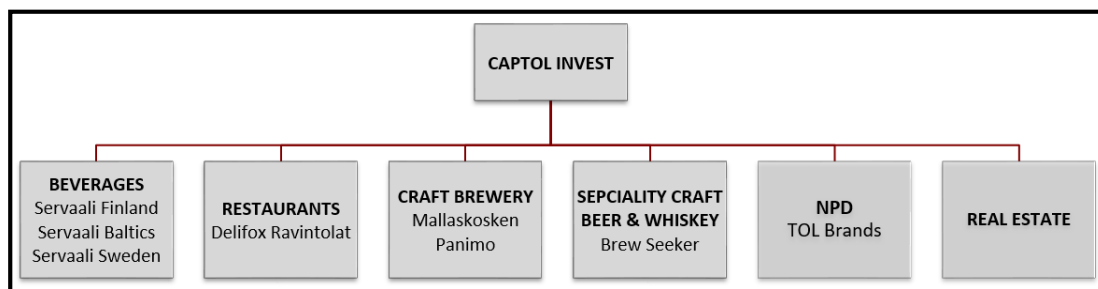 CAPTOL INVEST
BEVERAGES
Servaali Finland
Servaali Baltics
Servaali Sweden
RESTAURANTS
Delifox Ravintolat
CRAFT BREWERY
Mallaskosken
Panimo
SEPCIALITY CRAFT
BEER & WHISKEY
Brew Seeker
NPD
TOL Brands
REAL ESTATE